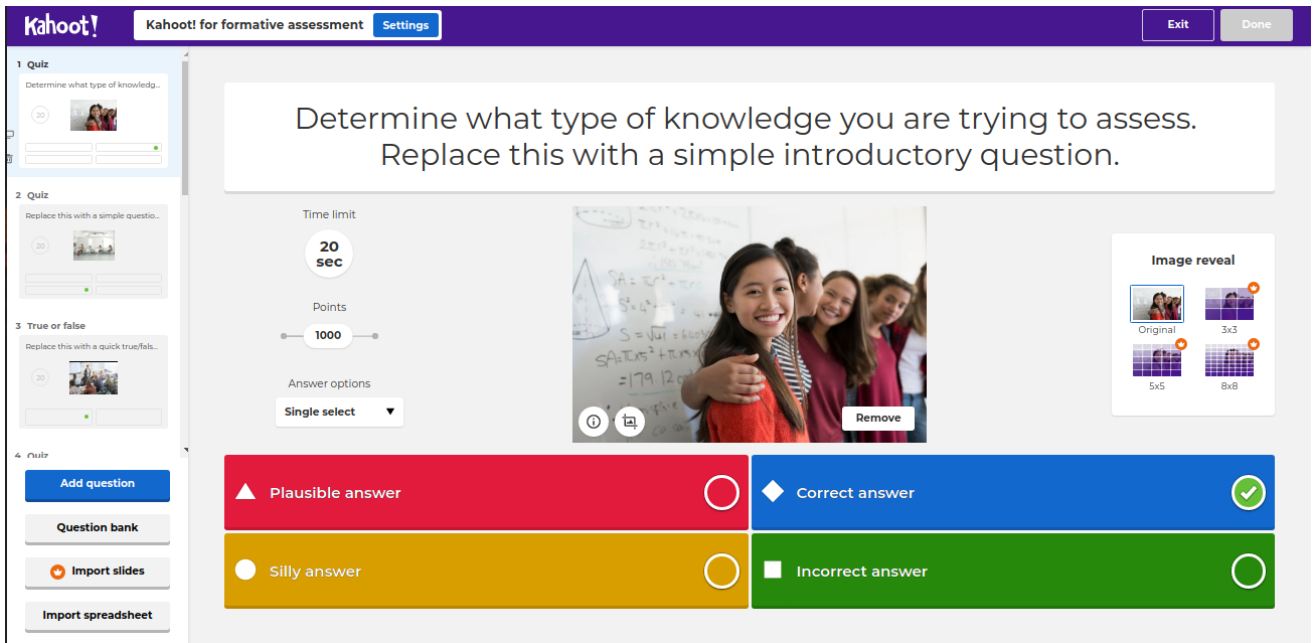 Kahoot!
Kahoot! for formative assessment
Settings
Exit
Done
1 Quiz
Determine what type of knowledg...
20
2 Quiz
Replace this with a simple questio...
20
3 True or false
Replace this with a quick true/fals...
20
4 Quiz
Add question
Question bank
Import slides
Import spreadsheet
Determine what type of knowledge you are trying to assess.
Replace this with a simple introductory question.
Time limit
20
sec
Points
1000
Answer options
Single select
Remove
Image reveal
Original
3x3
5x5
8x8
Plausible answer
Correct answer
Silly answer
Incorrect answer